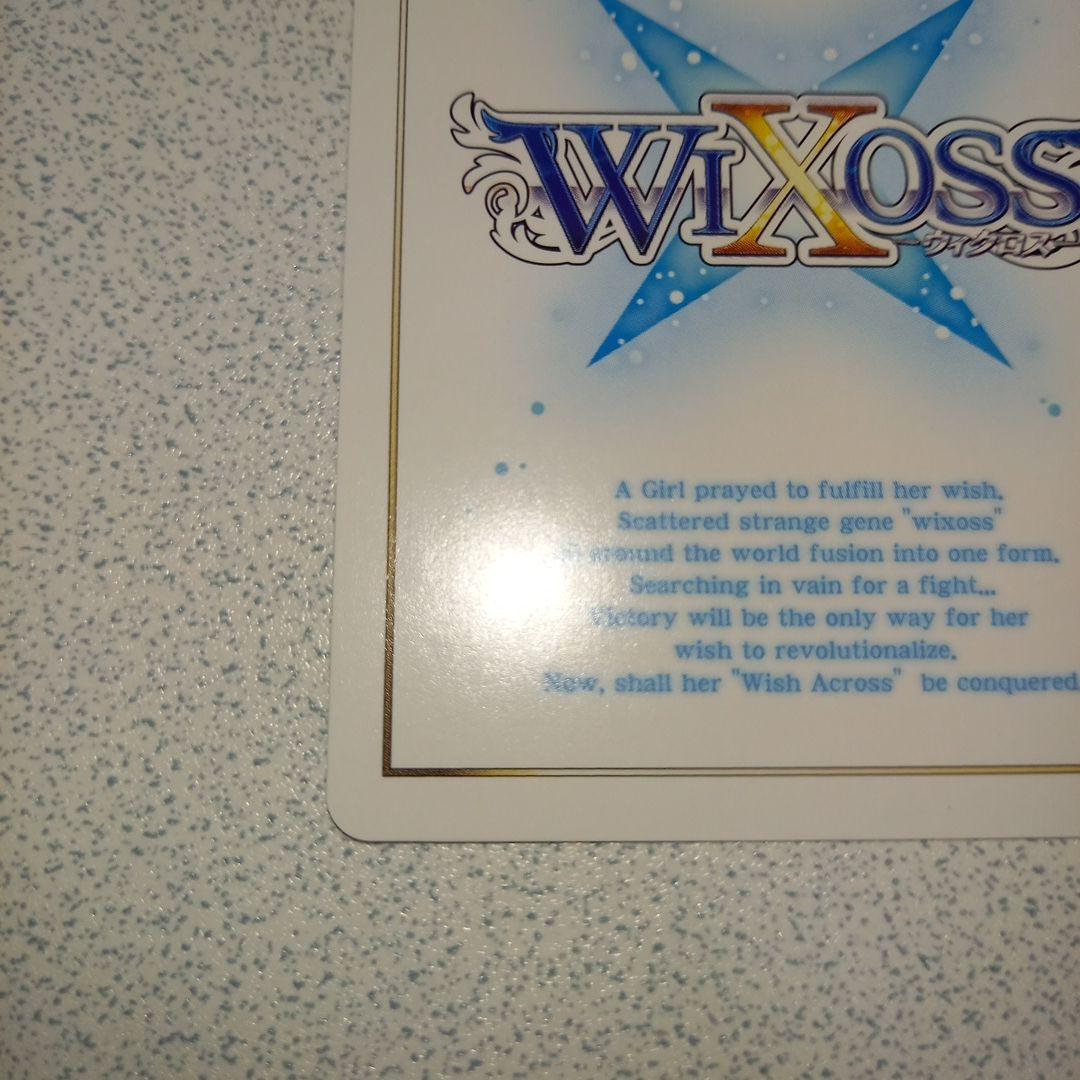 WIXOSS
－ウィクロス－
A Girl prayed to fulfill her wish.
Scattered strange gene "wixoss"
around the world fusion into one form.
Searching in vain for a fight...
Victory will be the only way for her
wish to revolutionalize.
Now, shall her "Wish Across" be conquered